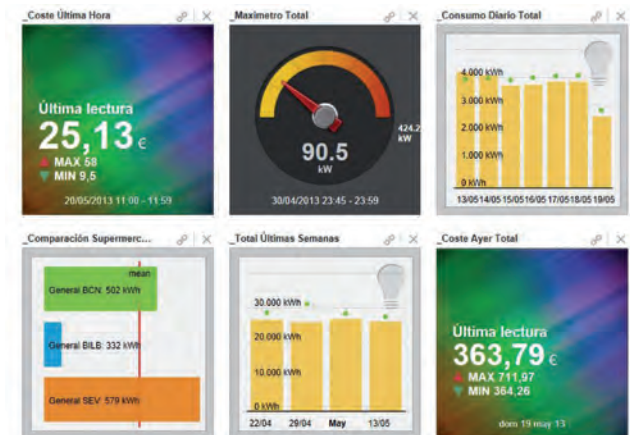 _Coste Última Hora
Última lectura
25,13 €
MAX 58
MIN 9,5
20/05/2013 11:00 - 11:59
_Maximetro Total
424.2
kW
90.5
kW
30/04/2013 23:45 - 23:59
_Consumo Diario Total
4.000 kWh
3.000 kWh
2.000 kWh
1.000 kWh
0 kWh
13/05 14/05 15/05 16/05 17/05 18/05 19/05
_Comparación Supermerc...
mean
General BCN: 502 kWh
General BILB: 332 kWh
General SEV: 579 kWh
_Total Últimas Semanas
30.000 kWh
20.000 kWh
10.000 kWh
0 kWh
22/04 29/04 May 13/05
_Coste Ayer Total
Última lectura
363,79 €
MAX 711,97
MIN 364,26
dom 19 may 13